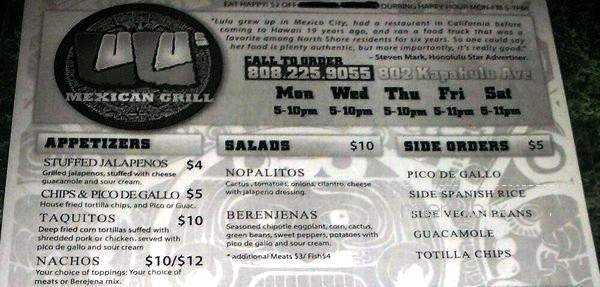 EAT HAPPY! $2 OFF DURRING HAPPY HOUR MON-FRI 5-7PM!
"Lulu grew up in Mexico City, had a restaurant in California before
coming to Hawaii 19 years ago, and ran a food truck that was a
favorite among North Shore residents for six years. So one could say
her food is plenty authentic, but more importantly, it's really good."
- Steven Mark, Honolulu Star Advertiser
ULU'S
MEXICAN GRILL
CALL TO ORDER
808.225.9055 802 Kapahulu Ave
Mon Wed Thu Fri Sat
5-10pm 5-10pm 5-10pm 5-11pm 5-11pm
APPETIZERS
STUFFED JALAPENOS $4
Grilled jalapenos, stuffed with cheese
guacamole and sour cream.
CHIPS & PICO DE GALLO $5
House fried tortilla chips, and Pico or Guac.
TAQUITOS $10
Deep fried corn tortillas suffed with
shredded pork or chicken. served with
pico de gallo and sour cream
NACHOS $10/$12
Your choice of toppings: Your choice of
meats or Berejena mix.
SALADS $10
NOPALITOS
Cactus, tomatoes, onions, cilantro, cheese
with jalapeno dressing.
BERENJENAS
Seasoned chipotle eggplant, corn, cactus,
green beans, sweet peppers, potatoes with
pico de gallo and sour cream.
* additional Meats $3/ Fish$4
SIDE ORDERS $5
PICO DE GALLO
SIDE SPANISH RICE
SIDE VEGAN BEANS
GUACAMOLE
TOTILLA CHIPS